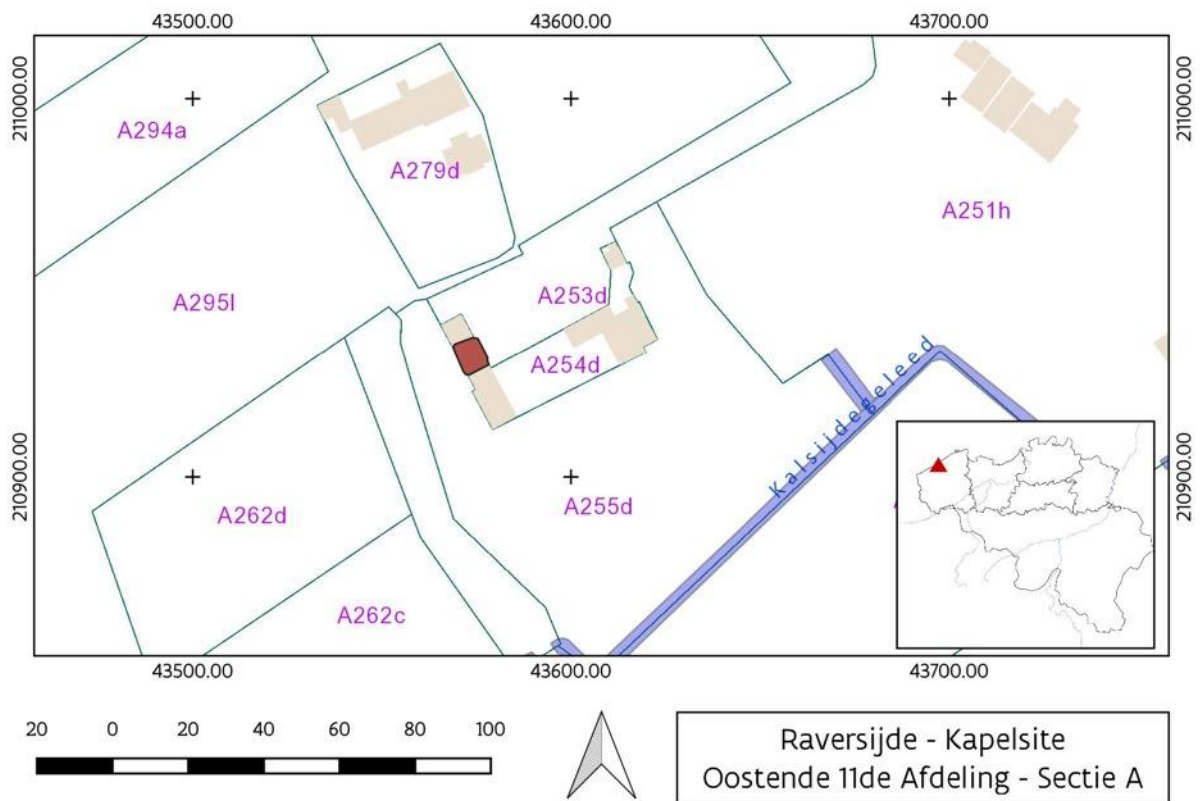 43500.00 43600.00 43700.00
211000.00 211000.00
A294a
A279d
A251h
A295l
A253d
A254d
Kalsijdegeleed
210900.00 210900.00
A262d
A255d
A262c
43500.00 43600.00 43700.00
20 0 20 40 60 80 100
Raversijde - Kapelsite
Oostende 11de Afdeling - Sectie A